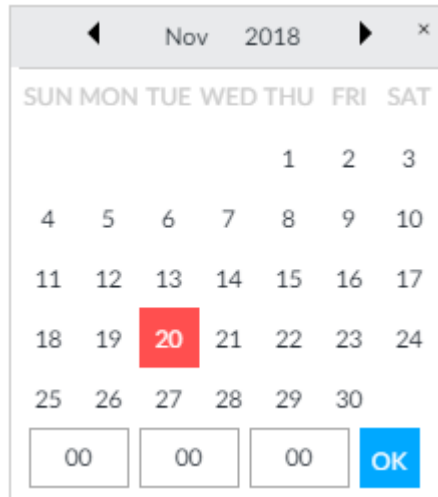 Nov 2018 ×
SUN MON TUE WED THU FRI SAT
1 2 3
4 5 6 7 8 9 10
11 12 13 14 15 16 17
18 19 20 21 22 23 24
25 26 27 28 29 30
00 00 00 OK